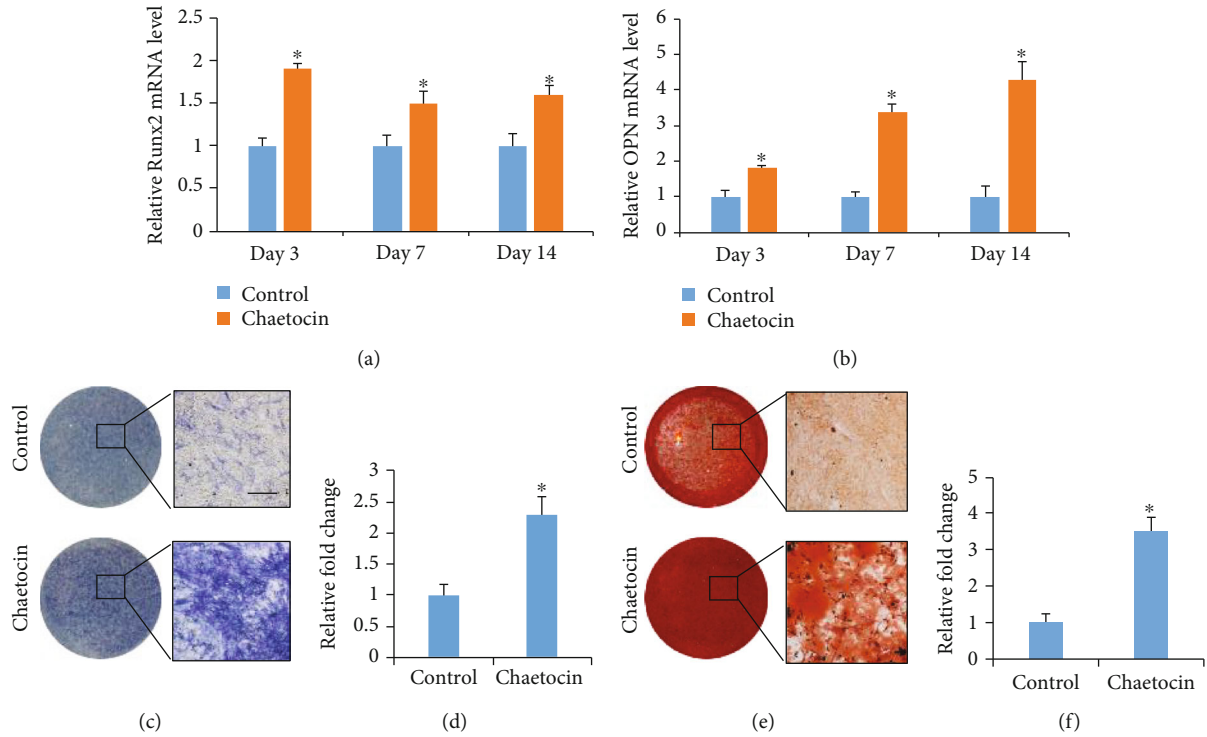 Relative Runx2 mRNA level
2.5
2
1.5
1
0.5
0
*
*
*
Day 3
Day 7
Day 14
Control
Chaetocin
(a)
Relative OPN mRNA level
6
5
4
3
2
1
0
*
*
*
Day 3
Day 7
Day 14
Control
Chaetocin
(b)
Control
Chaetocin
(c)
Relative fold change
3
2.5
2
1.5
1
0.5
0
*
Control
Chaetocin
(d)
Control
Chaetocin
(e)
Relative fold change
5
4
3
2
1
0
*
Control
Chaetocin
(f)